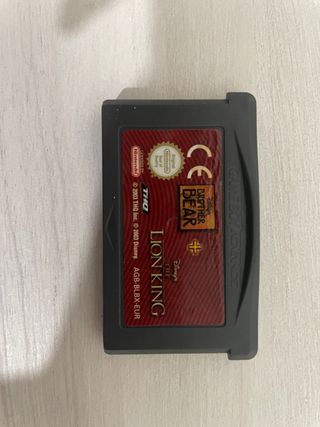 GAME BOY ADVANCE
CE
Disney's
BROTHER
BEAR
+
Disney's
THE
LION KING
Nintendo
THQ
© 2003 THQ Inc. © 2003 Disney.
AGB-BLBX-EUR